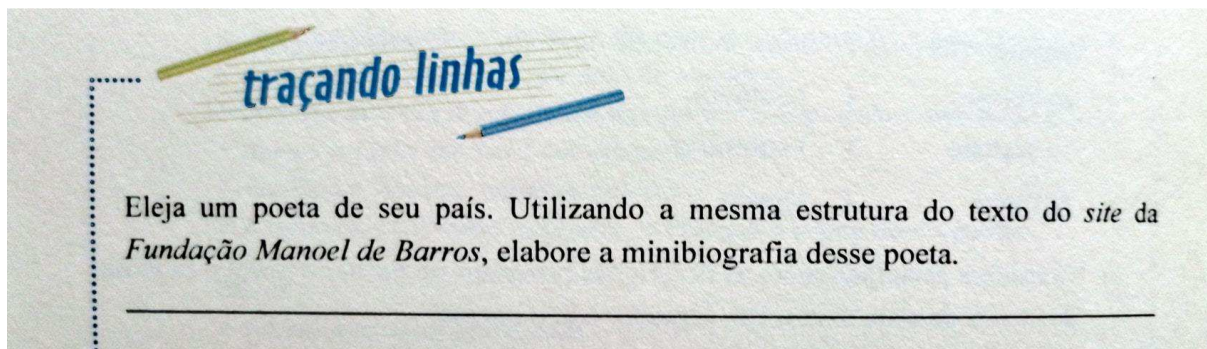 traçando linhas
Eleja um poeta de seu país. Utilizando a mesma estrutura do texto do site da
Fundação Manoel de Barros, elabore a minibiografia desse poeta.